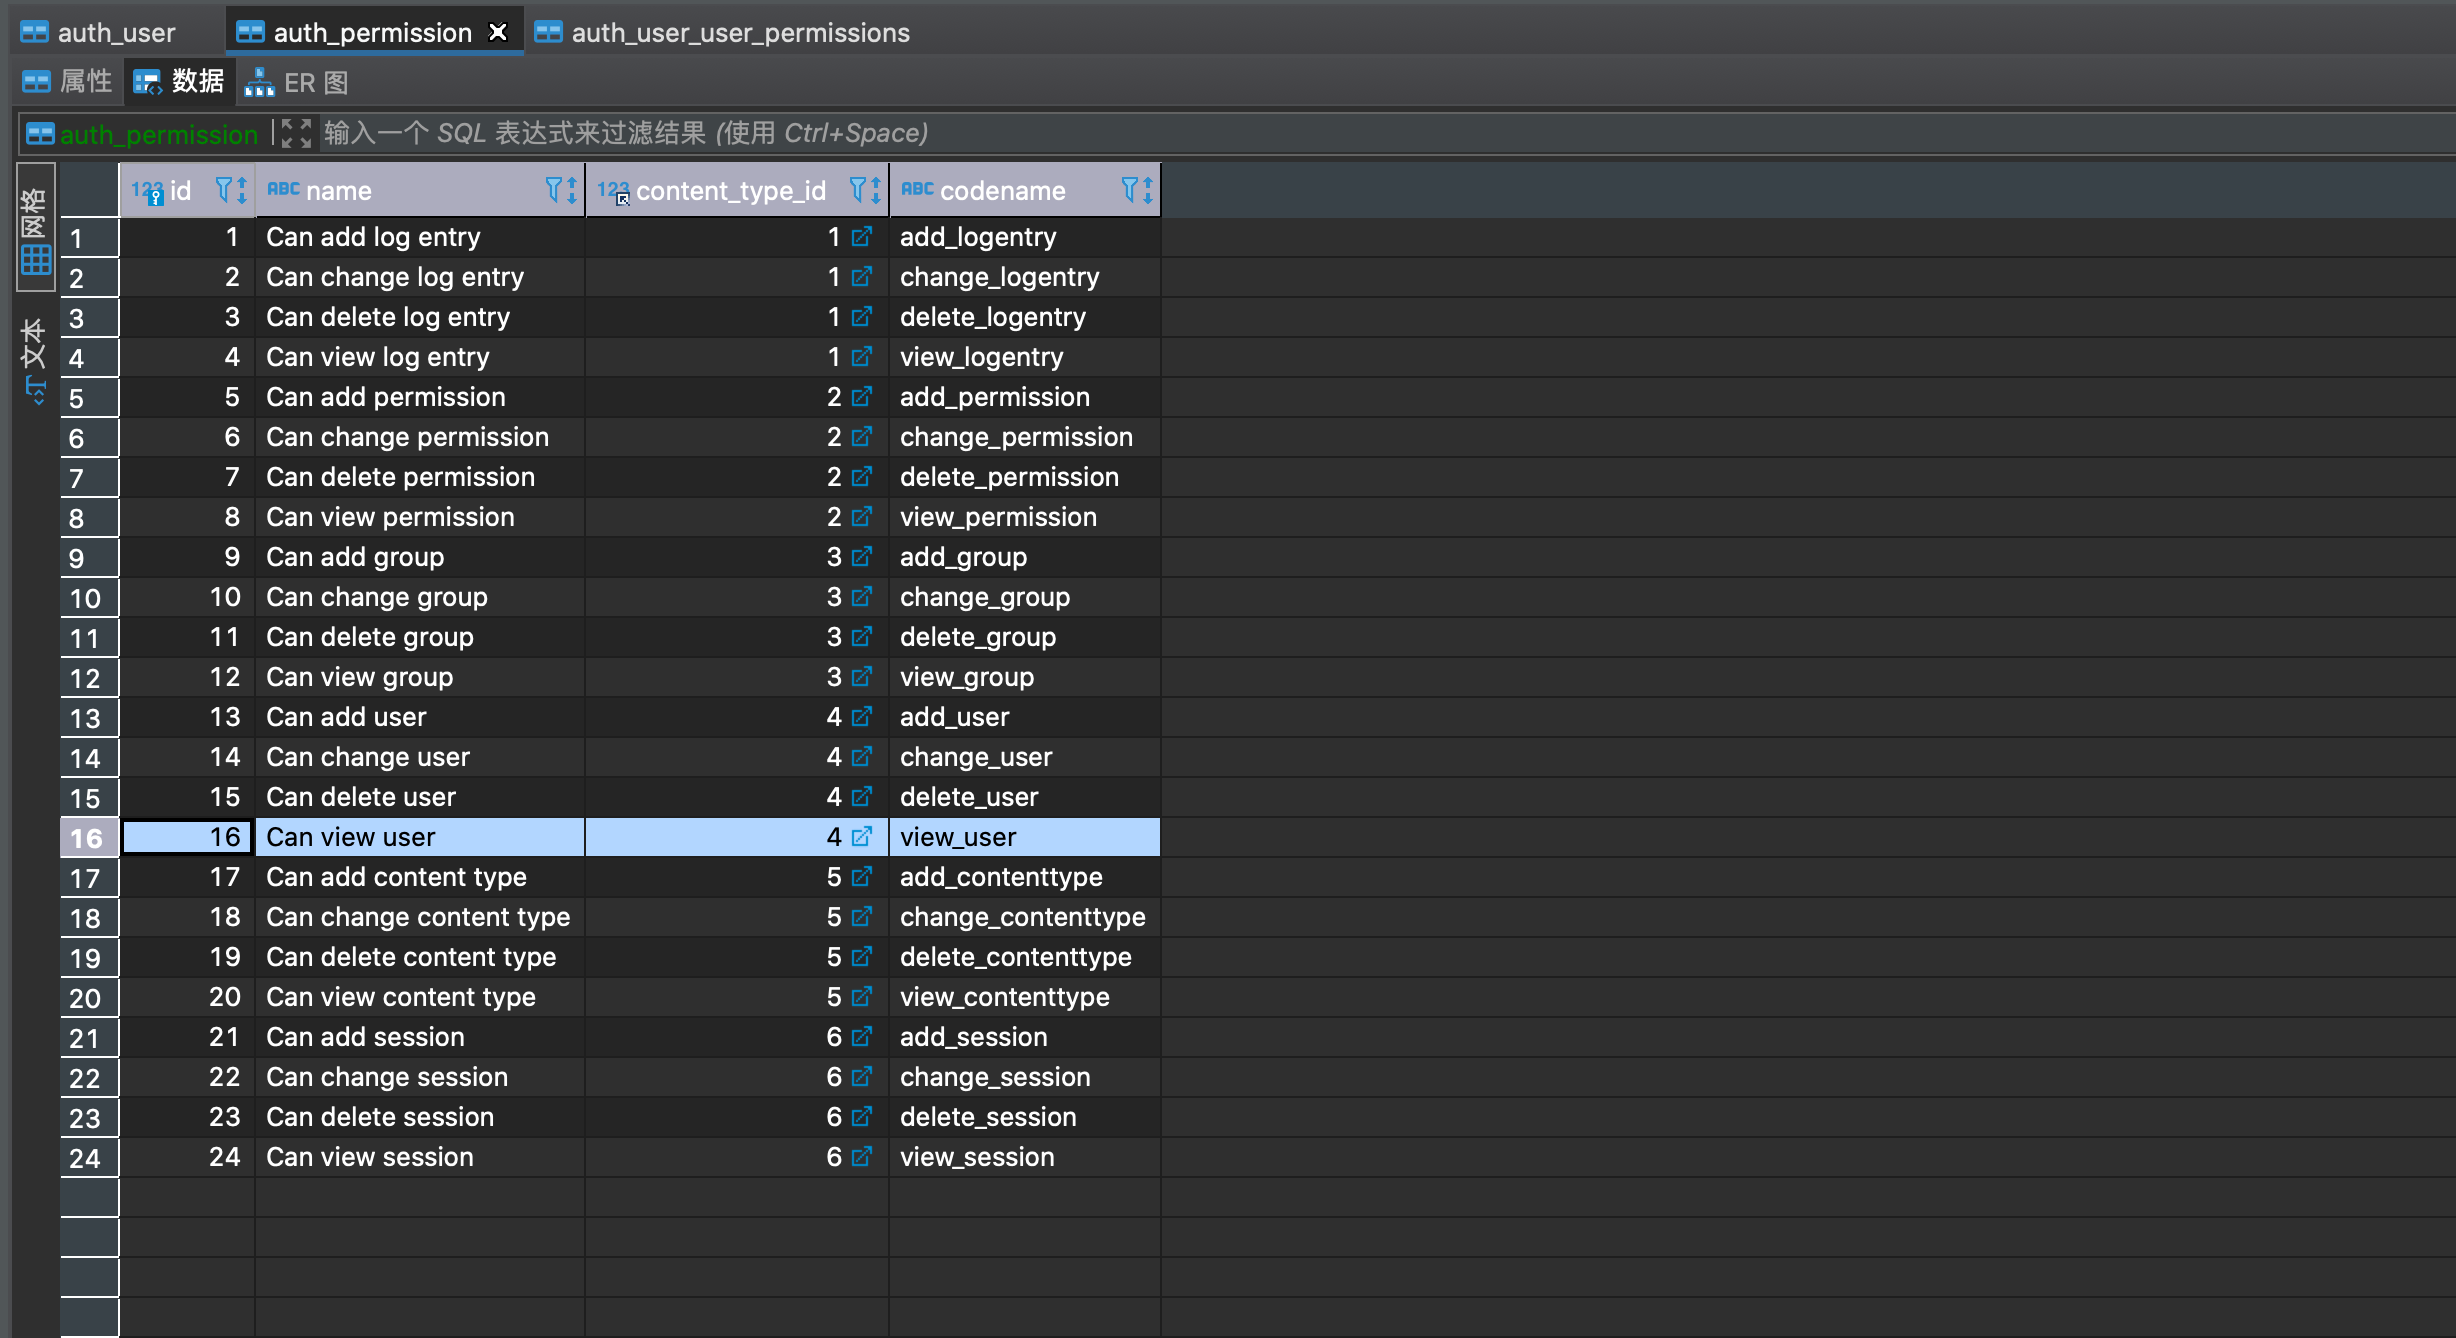 auth_user auth_permission auth_user_user_permissions
属性 数据 ER 图
auth_permission 输入一个 SQL 表达式来过滤结果 (使用 Ctrl+Space)
网格
文本
123 id ABC name 123 content_type_id ABC codename
1 1 Can add log entry 1 add_logentry
2 2 Can change log entry 1 change_logentry
3 3 Can delete log entry 1 delete_logentry
4 4 Can view log entry 1 view_logentry
5 5 Can add permission 2 add_permission
6 6 Can change permission 2 change_permission
7 7 Can delete permission 2 delete_permission
8 8 Can view permission 2 view_permission
9 9 Can add group 3 add_group
10 10 Can change group 3 change_group
11 11 Can delete group 3 delete_group
12 12 Can view group 3 view_group
13 13 Can add user 4 add_user
14 14 Can change user 4 change_user
15 15 Can delete user 4 delete_user
16 16 Can view user 4 view_user
17 17 Can add content type 5 add_contenttype
18 18 Can change content type 5 change_contenttype
19 19 Can delete content type 5 delete_contenttype
20 20 Can view content type 5 view_contenttype
21 21 Can add session 6 add_session
22 22 Can change session 6 change_session
23 23 Can delete session 6 delete_session
24 24 Can view session 6 view_session